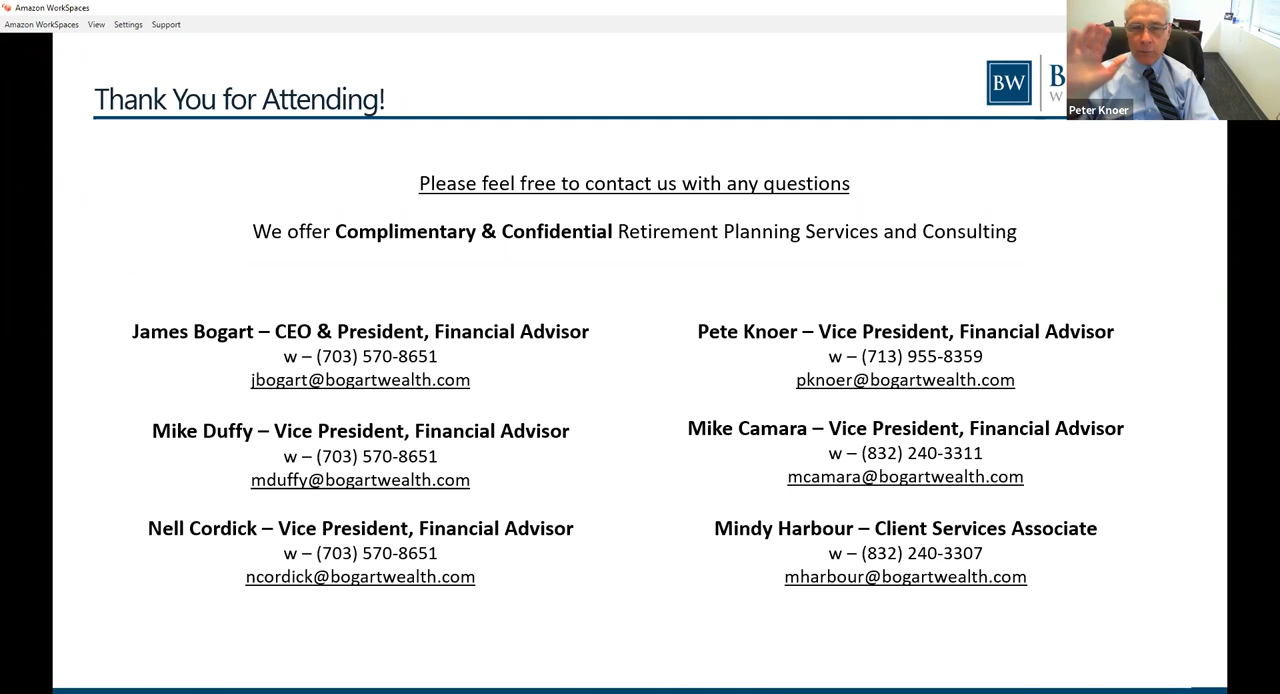 Amazon WorkSpaces
Amazon WorkSpaces View Settings Support
Thank You for Attending!
BW
B
W
Peter Knoer
Please feel free to contact us with any questions
We offer Complimentary & Confidential Retirement Planning Services and Consulting
James Bogart – CEO & President, Financial Advisor
w – (703) 570-8651
jbogart@bogartwealth.com
Pete Knoer – Vice President, Financial Advisor
w – (713) 955-8359
pknoer@bogartwealth.com
Mike Duffy – Vice President, Financial Advisor
w – (703) 570-8651
mduffy@bogartwealth.com
Mike Camara – Vice President, Financial Advisor
w – (832) 240-3311
mcamara@bogartwealth.com
Nell Cordick – Vice President, Financial Advisor
w – (703) 570-8651
ncordick@bogartwealth.com
Mindy Harbour – Client Services Associate
w – (832) 240-3307
mharbour@bogartwealth.com